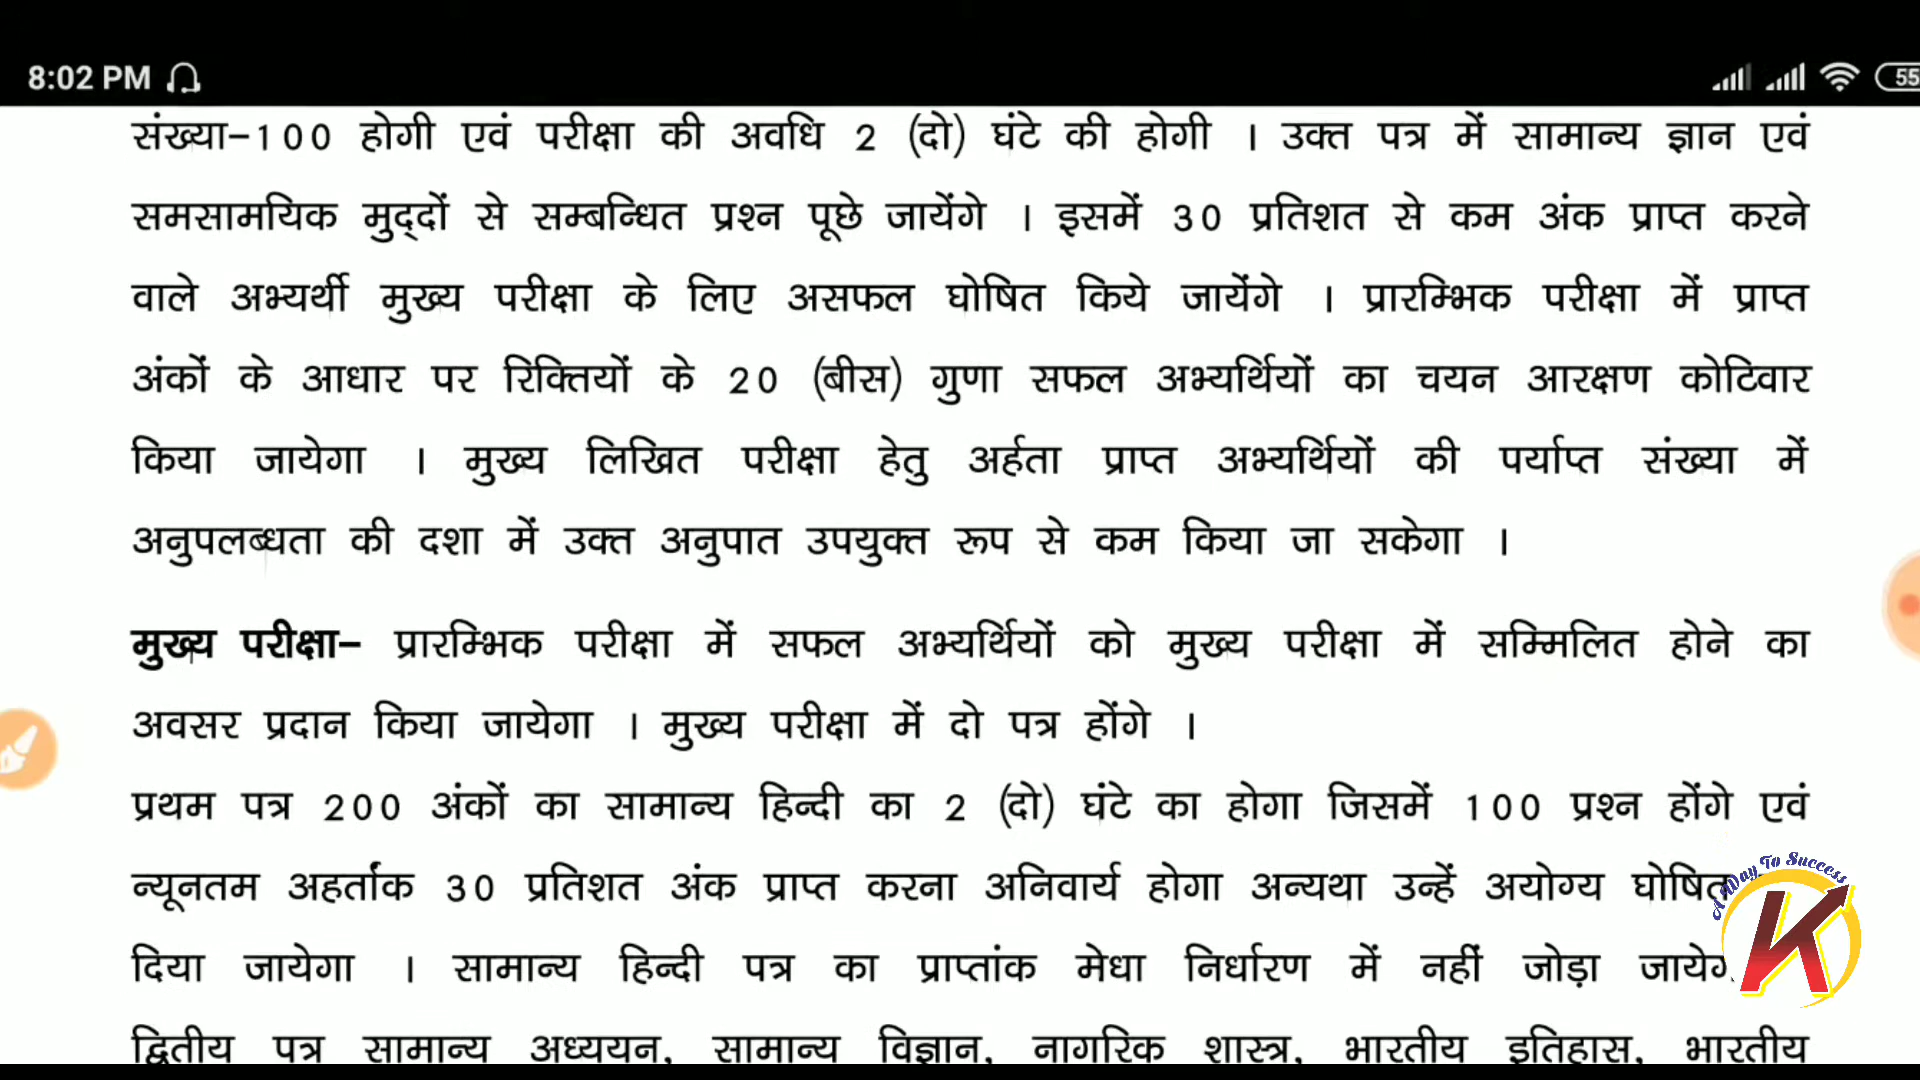 8:02 PM
55
संख्या-100 होगी एवं परीक्षा की अवधि 2 (दो) घंटे की होगी । उक्त पत्र में सामान्य ज्ञान एवं
समसामयिक मुद्दों से सम्बन्धित प्रश्न पूछे जायेंगे । इसमें 30 प्रतिशत से कम अंक प्राप्त करने
वाले अभ्यर्थी मुख्य परीक्षा के लिए असफल घोषित किये जायेंगे । प्रारम्भिक परीक्षा में प्राप्त
अंकों के आधार पर रिक्तियों के 20 (बीस) गुणा सफल अभ्यर्थियों का चयन आरक्षण कोटिवार
किया जायेगा । मुख्य लिखित परीक्षा हेतु अर्हता प्राप्त अभ्यर्थियों की पर्याप्त संख्या में
अनुपलब्धता की दशा में उक्त अनुपात उपयुक्त रूप से कम किया जा सकेगा ।
मुख्य परीक्षा- प्रारम्भिक परीक्षा में सफल अभ्यर्थियों को मुख्य परीक्षा में सम्मिलित होने का
अवसर प्रदान किया जायेगा । मुख्य परीक्षा में दो पत्र होंगे ।
प्रथम पत्र 200 अंकों का सामान्य हिन्दी का 2 (दो) घंटे का होगा जिसमें 100 प्रश्न होंगे एवं
न्यूनतम अहर्तांक 30 प्रतिशत अंक प्राप्त करना अनिवार्य होगा अन्यथा उन्हें अयोग्य घोषित
दिया जायेगा । सामान्य हिन्दी पत्र का प्राप्तांक मेधा निर्धारण में नहीं जोड़ा
द्वितीय पत्र सामान्य अध्ययन, सामान्य विज्ञान, नागरिक शास्त्र, भारतीय इतिहास, भारतीय
Way To Success
K